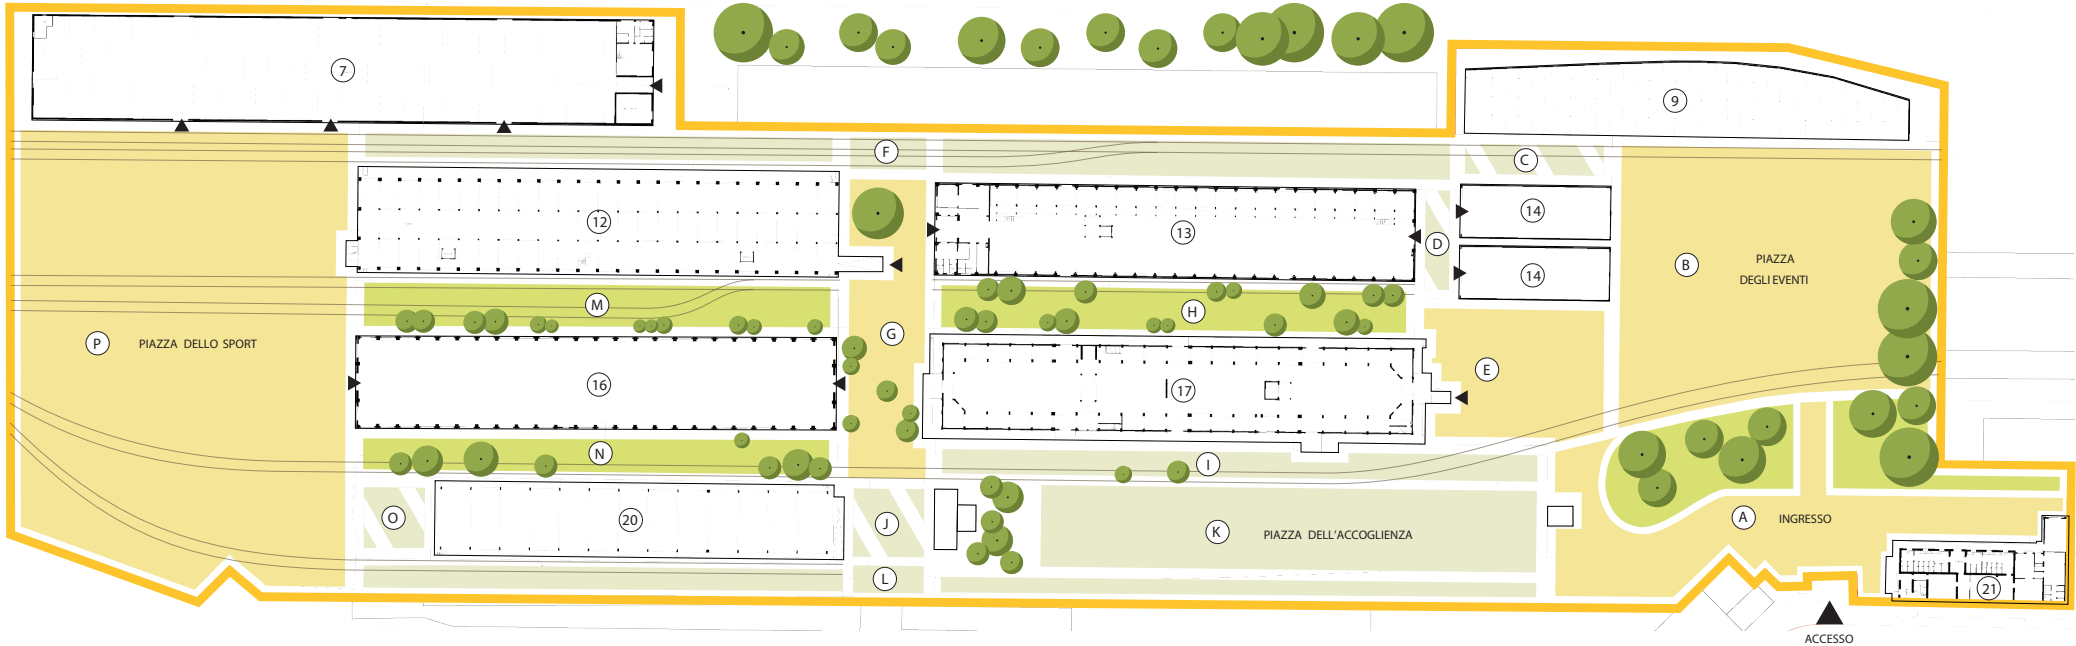 7
9
F
C
12
13
14
D
B
PIAZZA
DEGLI EVENTI
14
M
H
G
P
PIAZZA DELLO SPORT
E
16
17
N
I
O
20
J
K
PIAZZA DELL'ACCOGLIENZA
A
INGRESSO
L
21
ACCESSO